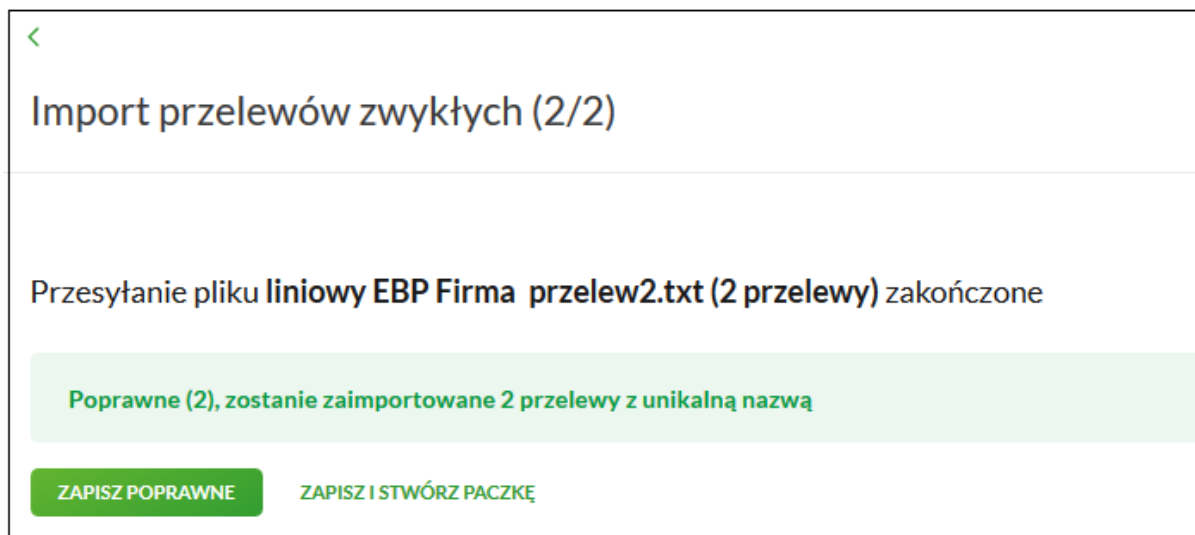 Import przelewów zwykłych (2/2)
Przesyłanie pliku liniowy EBP Firma przelew2.txt (2 przelewy) zakończone
Poprawne (2), zostanie zaimportowane 2 przelewy z unikalną nazwą
ZAPISZ POPRAWNE ZAPISZ I STWÓRZ PACZKĘ